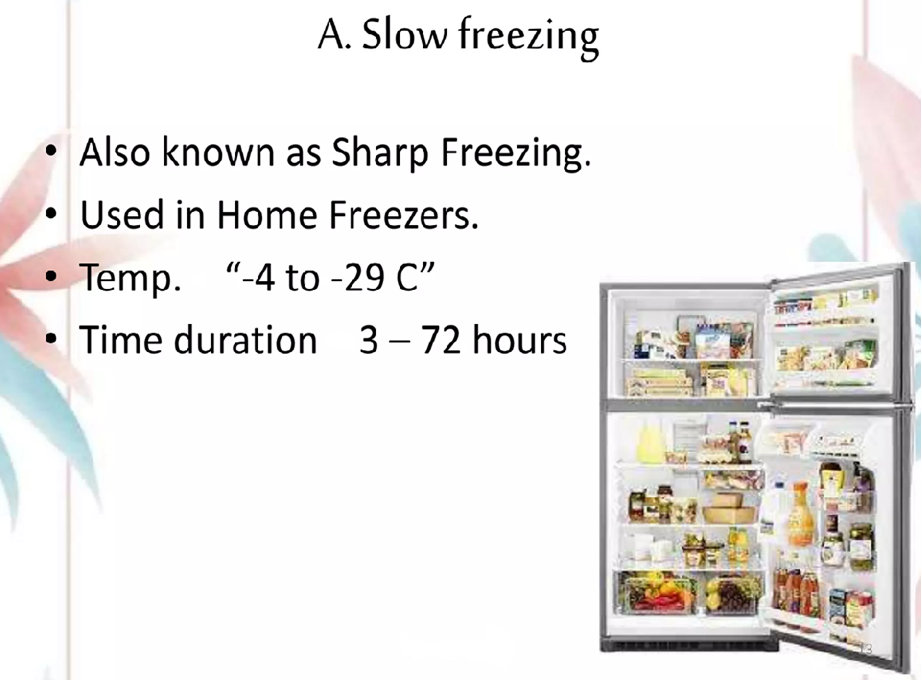 A. Slow freezing
• Also known as Sharp Freezing.
• Used in Home Freezers.
• Temp. “-4 to -29 C”
• Time duration 3 – 72 hours
13